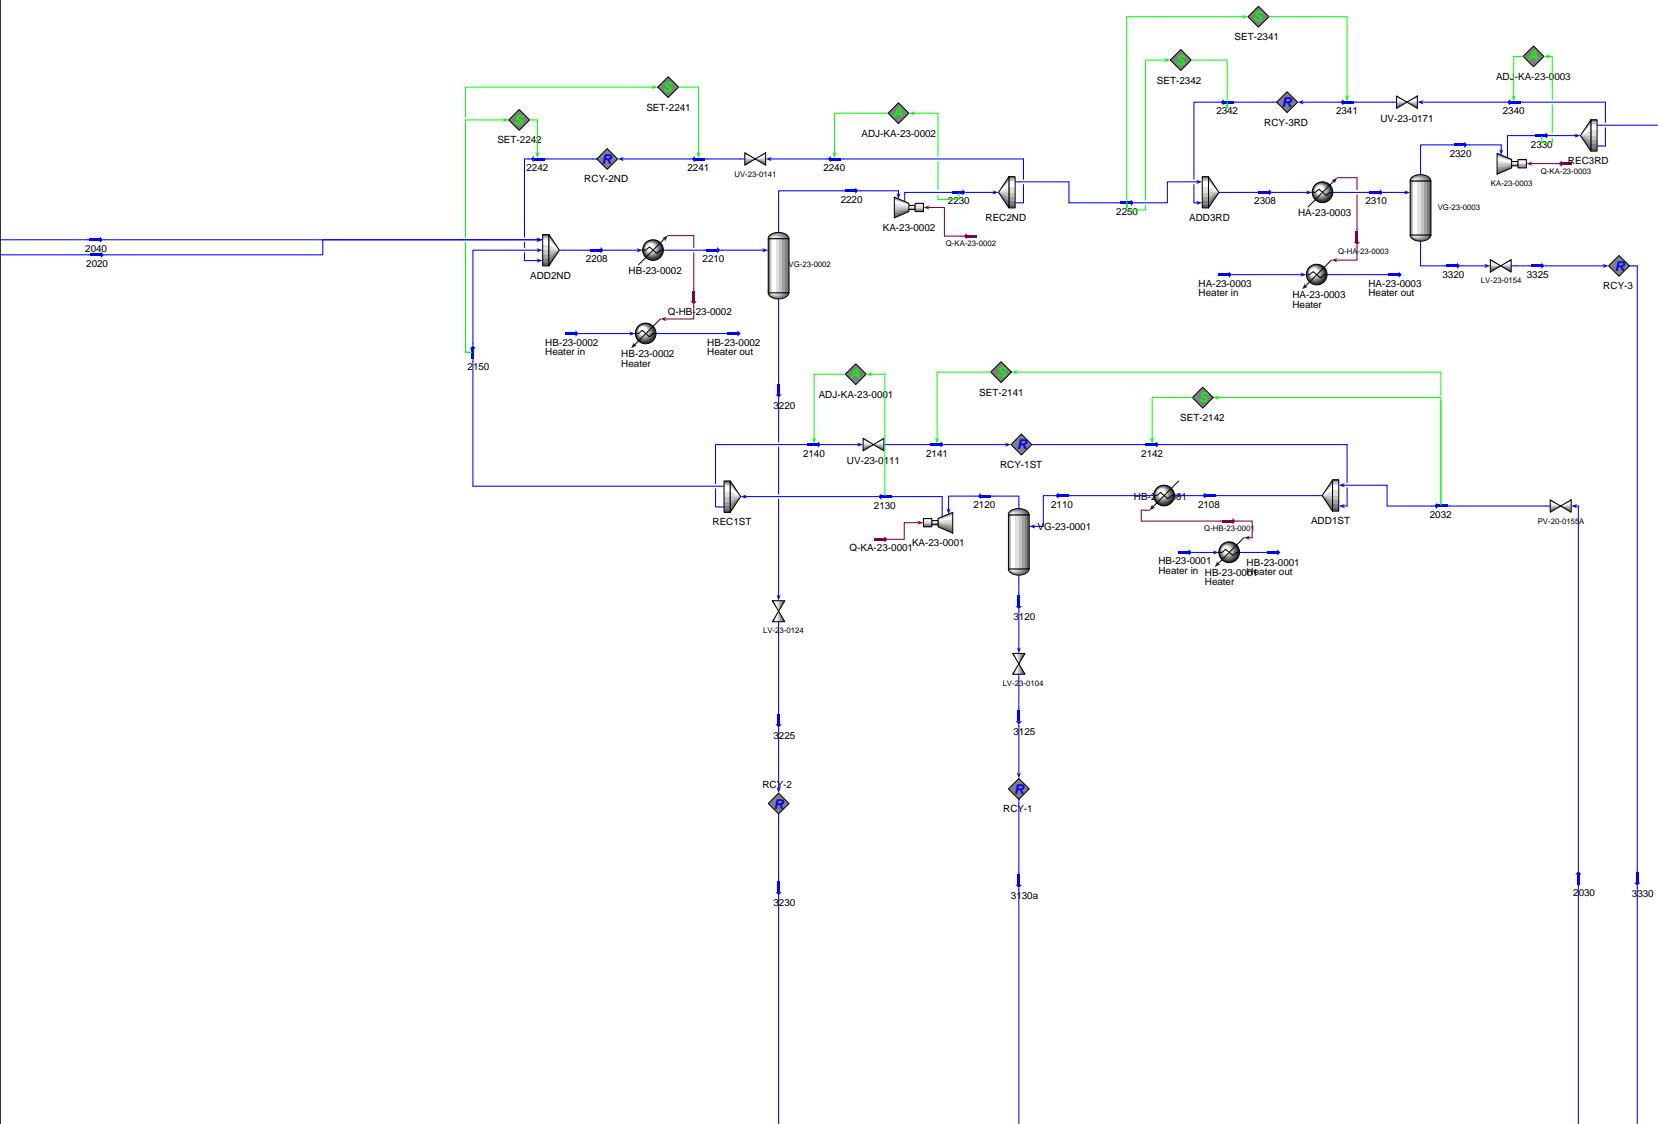 S
SET-2341
S
SET-2342
A
ADJ-KA-23-0003
S
SET-2241
S
SET-2242
A
ADJ-KA-23-0002
2342
R
RCY-3RD
2341
UV-23-0171
2340
2320
2330
REC3RD
KA-23-0003
Q-KA-23-0003
2242
R
RCY-2ND
2241
UV-23-0141
2240
2220
2230
REC2ND
KA-23-0002
Q-KA-23-0002
2250
ADD3RD
2308
HA-23-0003
2310
VG-23-0003
Q-HA-23-0003
2040
2020
ADD2ND
2208
HB-23-0002
2210
VG-23-0002
Q-HB-23-0002
HA-23-0003
Heater in
HA-23-0003
Heater
HA-23-0003
Heater out
3320
LV-23-0154
3325
R
RCY-3
HB-23-0002
Heater in
HB-23-0002
Heater
HB-23-0002
Heater out
2150
3220
A
ADJ-KA-23-0001
S
SET-2141
S
SET-2142
2140
UV-23-0111
2141
R
RCY-1ST
2142
REC1ST
2130
2120
2110
2108
ADD1ST
2032
PV-20-0155A
Q-KA-23-0001
KA-23-0001
VG-23-0001
Q-HB-23-0001
HB-23-0001
Heater in
HB-23-0001
Heater
HB-23-0001
Heater out
3120
LV-23-0124
LV-23-0104
3225
3125
RCY-2
R
R
RCY-1
3230
3130a
2030
3330